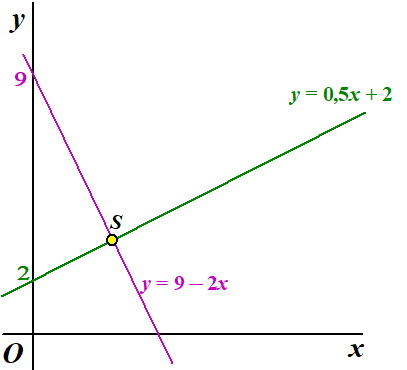 y
9
y = 0,5x + 2
S
2
y = 9 – 2x
O
x